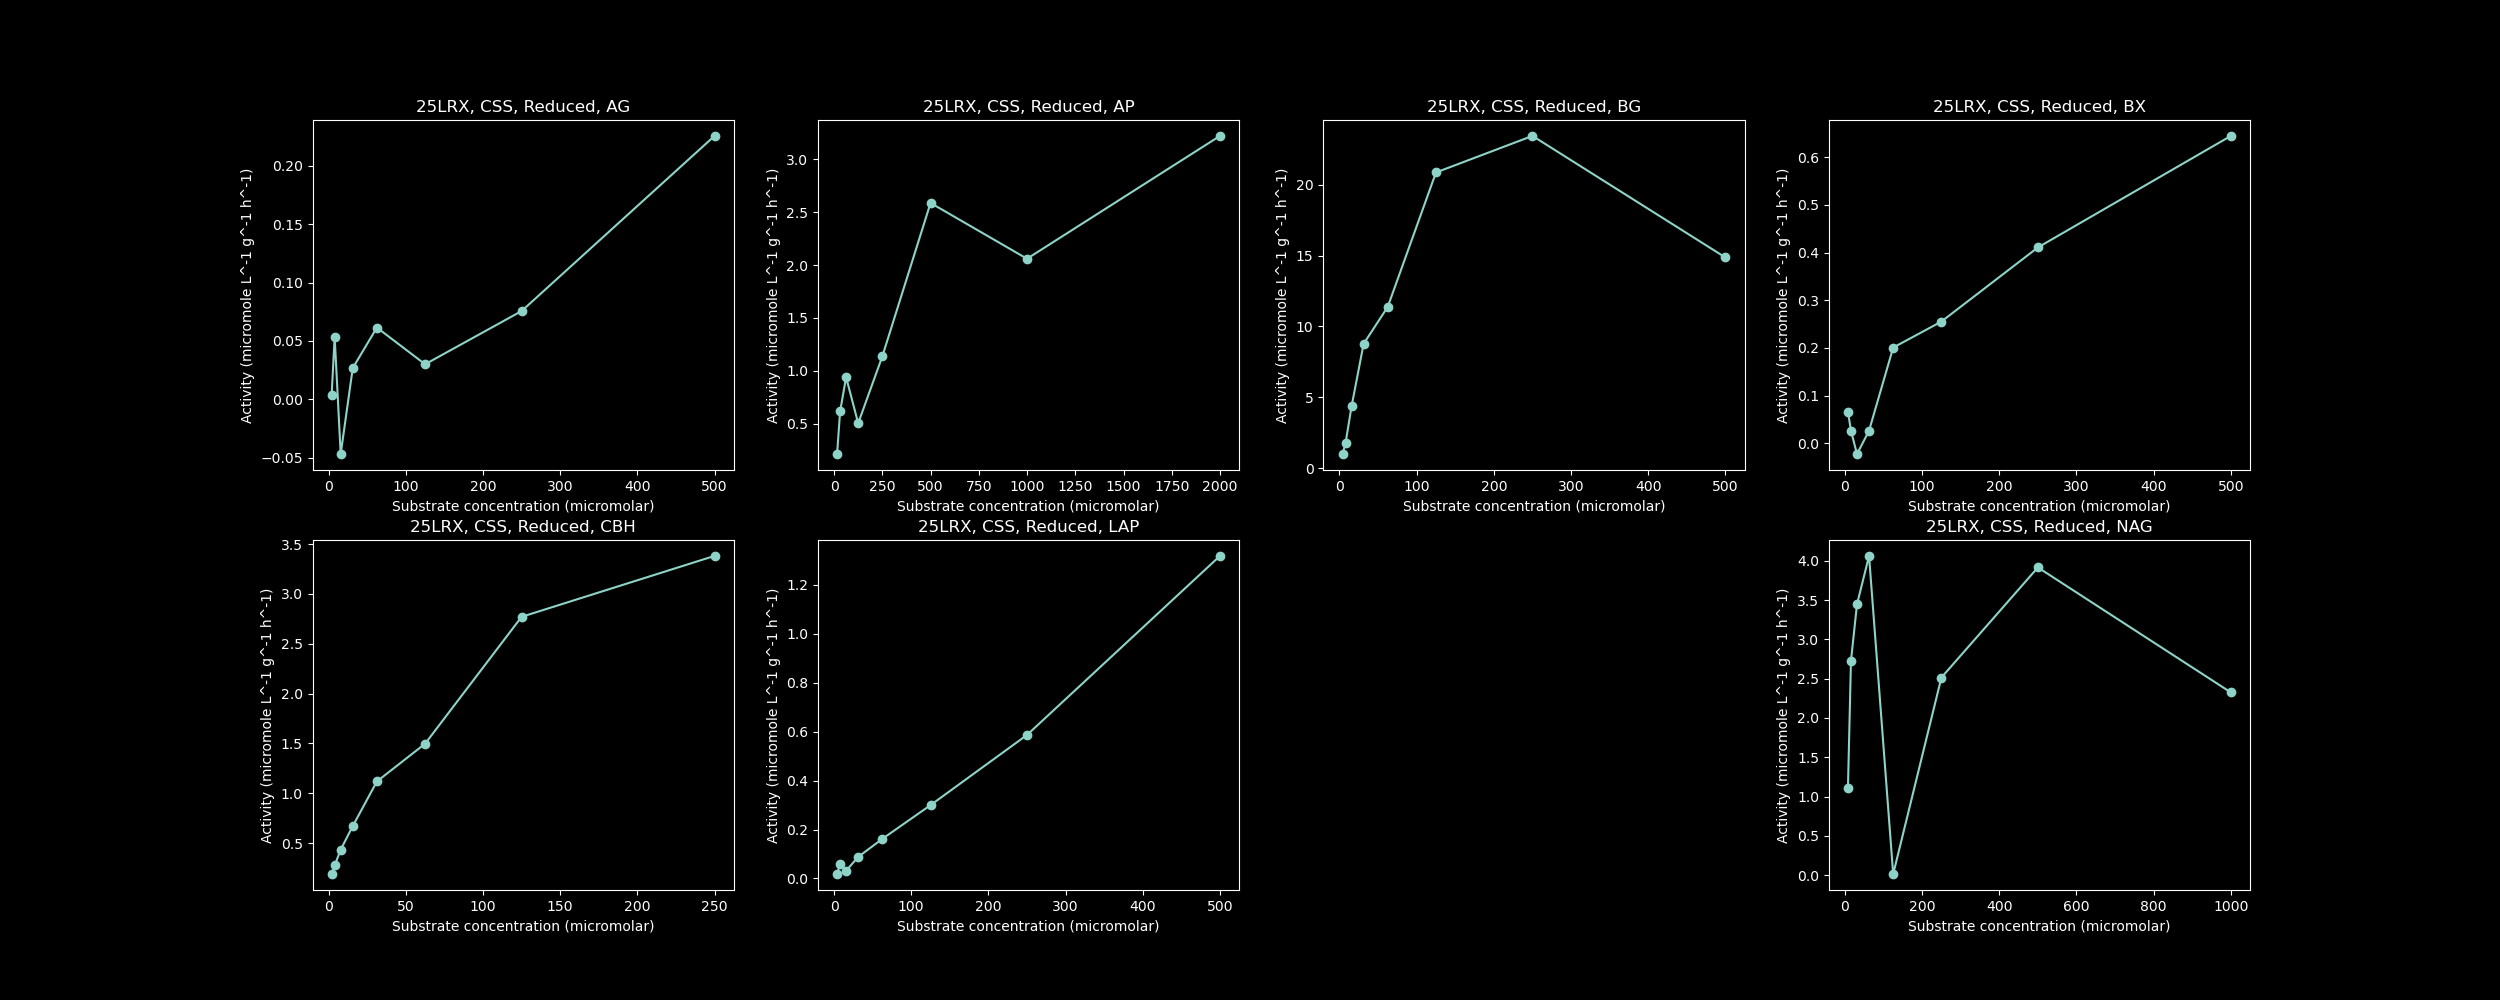 25LRX, CSS, Reduced, AG
Activity (micromole L^-1 g^-1 h^-1)
0.20
0.15
0.10
0.05
0.00
−0.05
0 100 200 300 400 500
Substrate concentration (micromolar)
25LRX, CSS, Reduced, AP
Activity (micromole L^-1 g^-1 h^-1)
3.0
2.5
2.0
1.5
1.0
0.5
0 250 500 750 1000 1250 1500 1750 2000
Substrate concentration (micromolar)
25LRX, CSS, Reduced, BG
Activity (micromole L^-1 g^-1 h^-1)
20
15
10
5
0
0 100 200 300 400 500
Substrate concentration (micromolar)
25LRX, CSS, Reduced, BX
Activity (micromole L^-1 g^-1 h^-1)
0.6
0.5
0.4
0.3
0.2
0.1
0.0
0 100 200 300 400 500
Substrate concentration (micromolar)
25LRX, CSS, Reduced, CBH
Activity (micromole L^-1 g^-1 h^-1)
3.5
3.0
2.5
2.0
1.5
1.0
0.5
0 50 100 150 200 250
Substrate concentration (micromolar)
25LRX, CSS, Reduced, LAP
Activity (micromole L^-1 g^-1 h^-1)
1.2
1.0
0.8
0.6
0.4
0.2
0.0
0 100 200 300 400 500
Substrate concentration (micromolar)
25LRX, CSS, Reduced, NAG
Activity (micromole L^-1 g^-1 h^-1)
4.0
3.5
3.0
2.5
2.0
1.5
1.0
0.5
0.0
0 200 400 600 800 1000
Substrate concentration (micromolar)